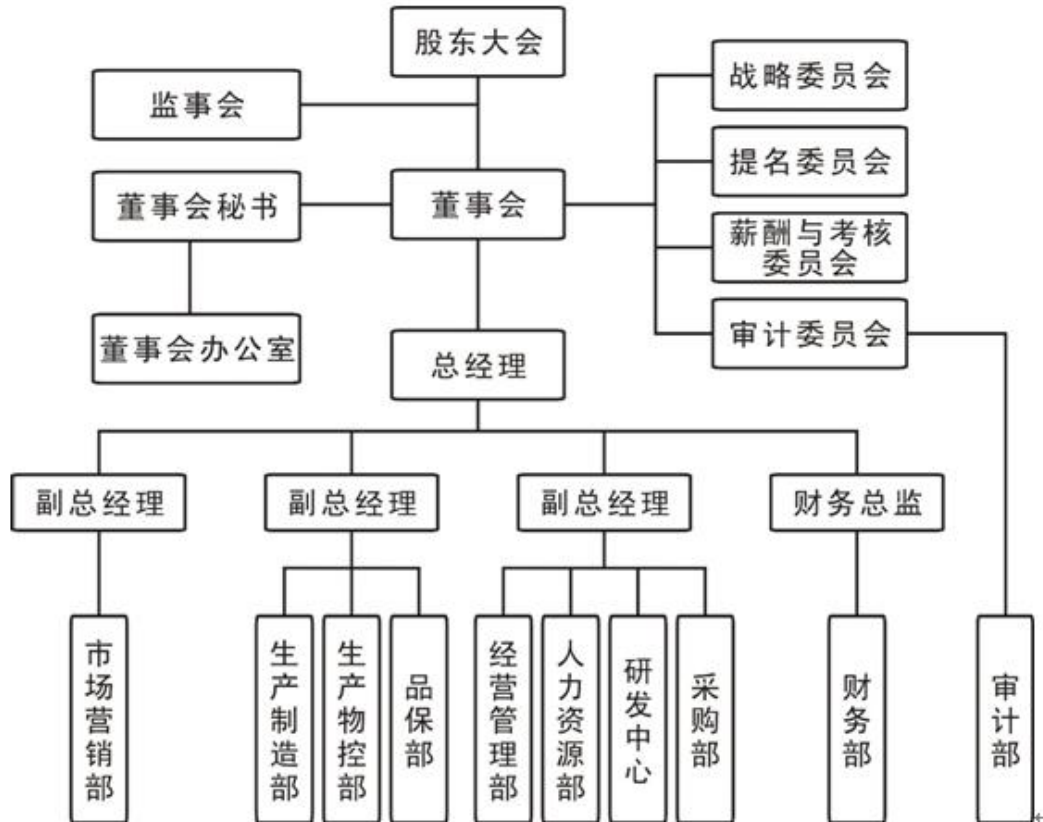 股东大会
监事会
战略委员会
提名委员会
董事会秘书
董事会
薪酬与考核
委员会
董事会办公室
总经理
审计委员会
副总经理
副总经理
副总经理
财务总监
市场营销部
生产制造部
生产物控部
品保部
经营管理部
人力资源部
研发中心
采购部
财务部
审计部